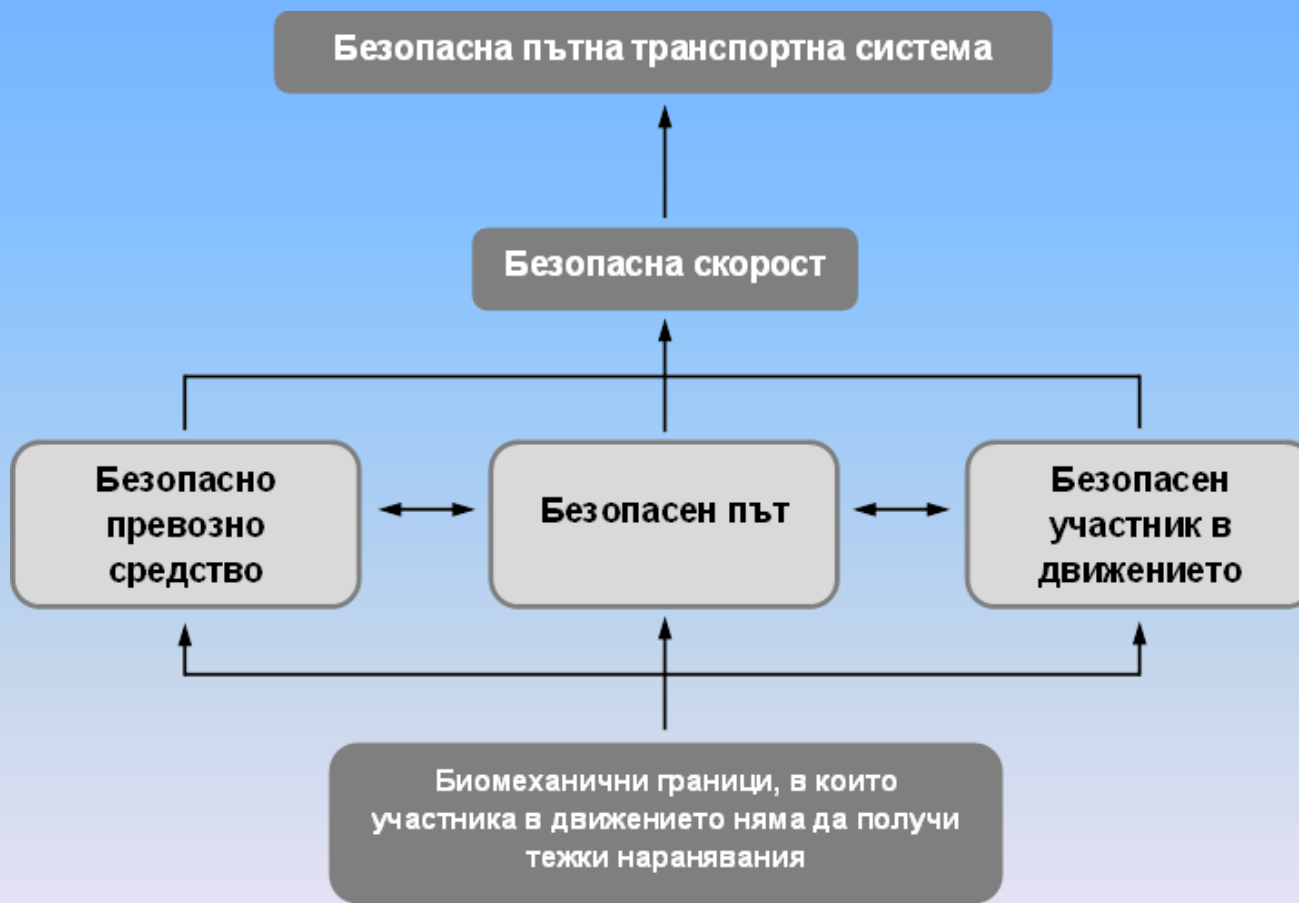 Безопасна пътна транспортна система
Безопасна скорост
Безопасно
превозно
средство
Безопасен път
Безопасен
участник в
движението
Биомеханични граници, в които
участника в движението няма да получи
тежки наранявания